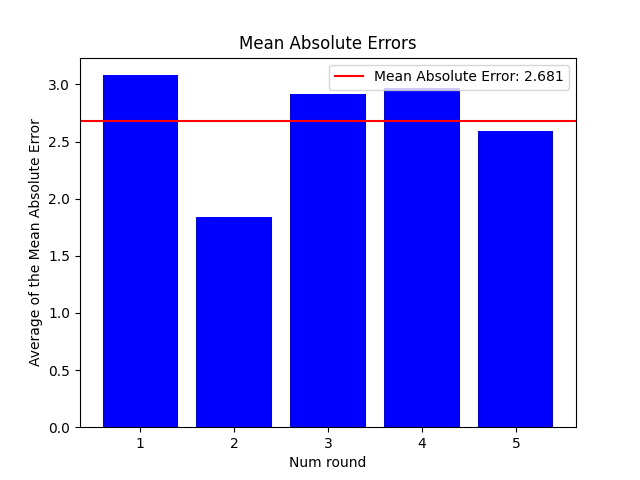 Mean Absolute Errors
Mean Absolute Error: 2.681
Average of the Mean Absolute Error
3.0
2.5
2.0
1.5
1.0
0.5
0.0
1 2 3 4 5
Num round